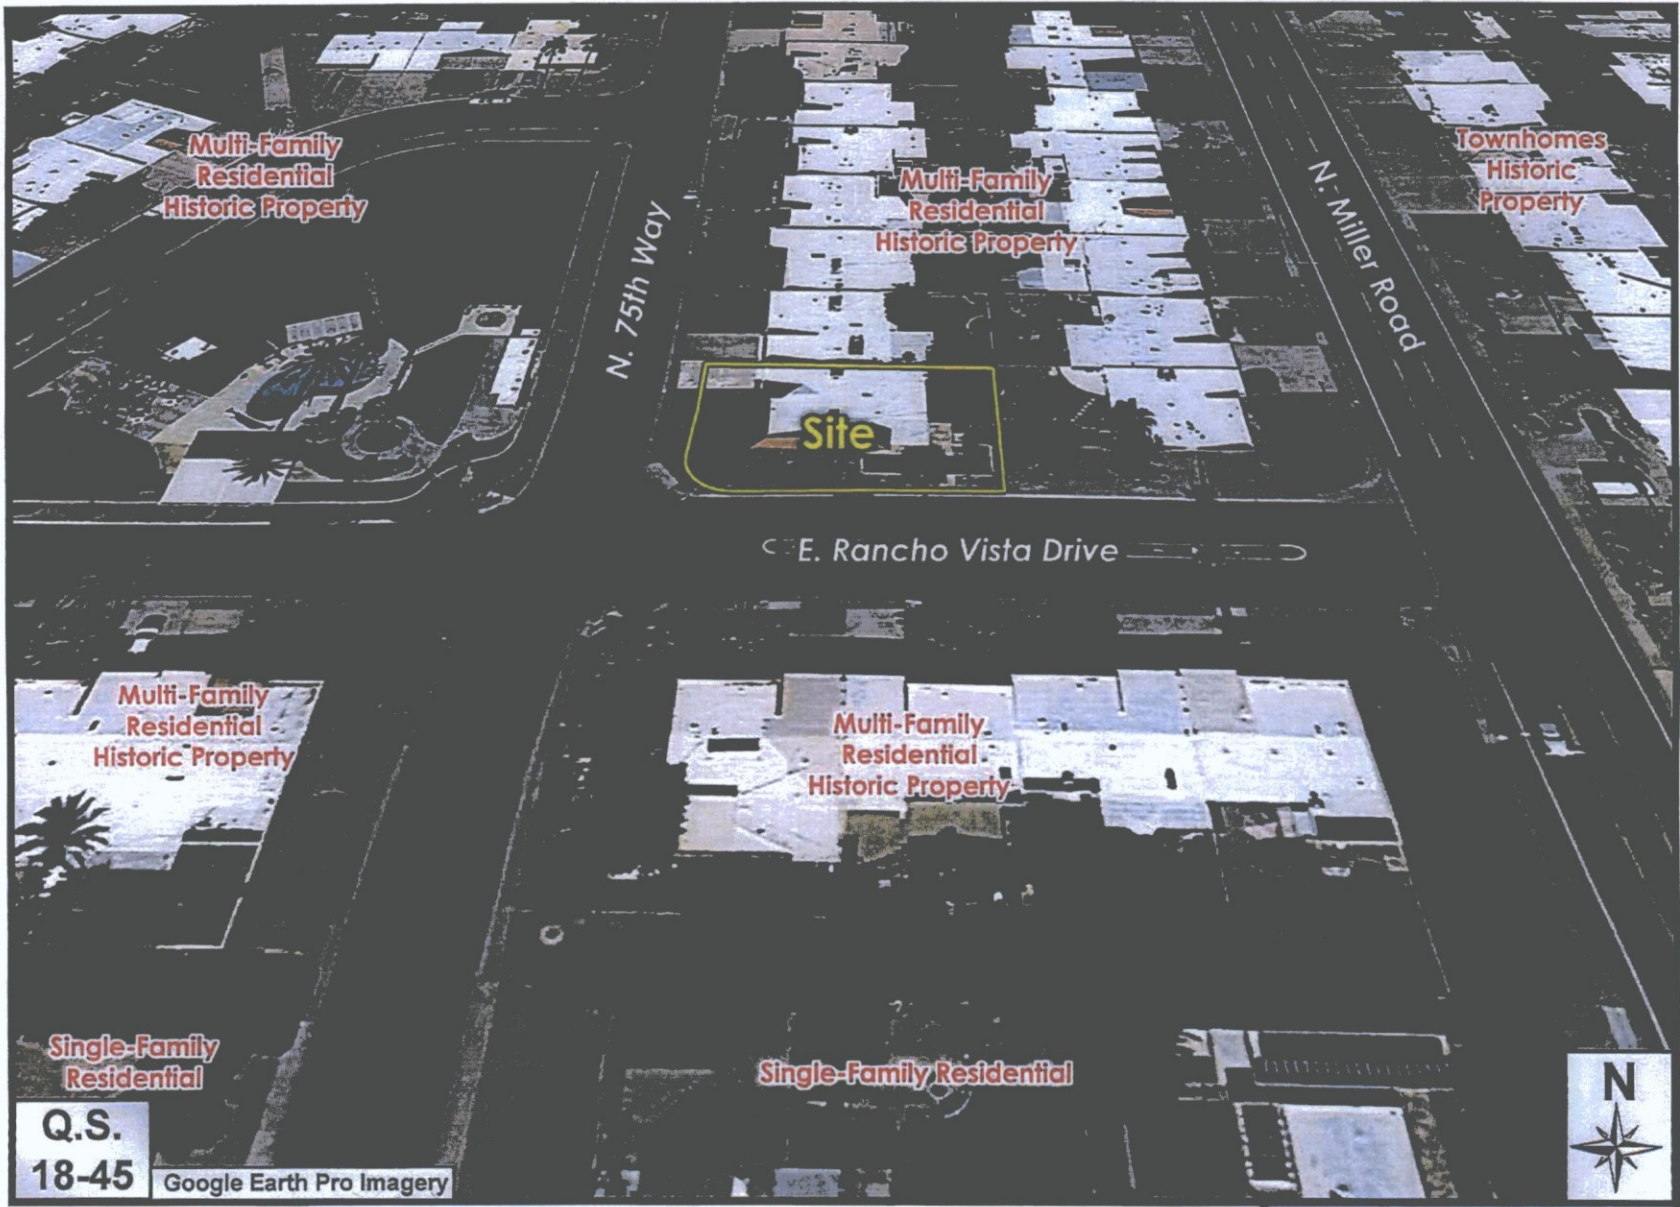 Multi-Family
Residential
Historic Property
Multi-Family
Residential
Historic Property
Townhomes
Historic
Property
N. 75th Way
N. Miller Road
Site
E. Rancho Vista Drive
Multi-Family
Residential
Historic Property
Multi-Family
Residential
Historic Property
Single-Family
Residential
Single-Family Residential
Q.S.
18-45
Google Earth Pro Imagery
N